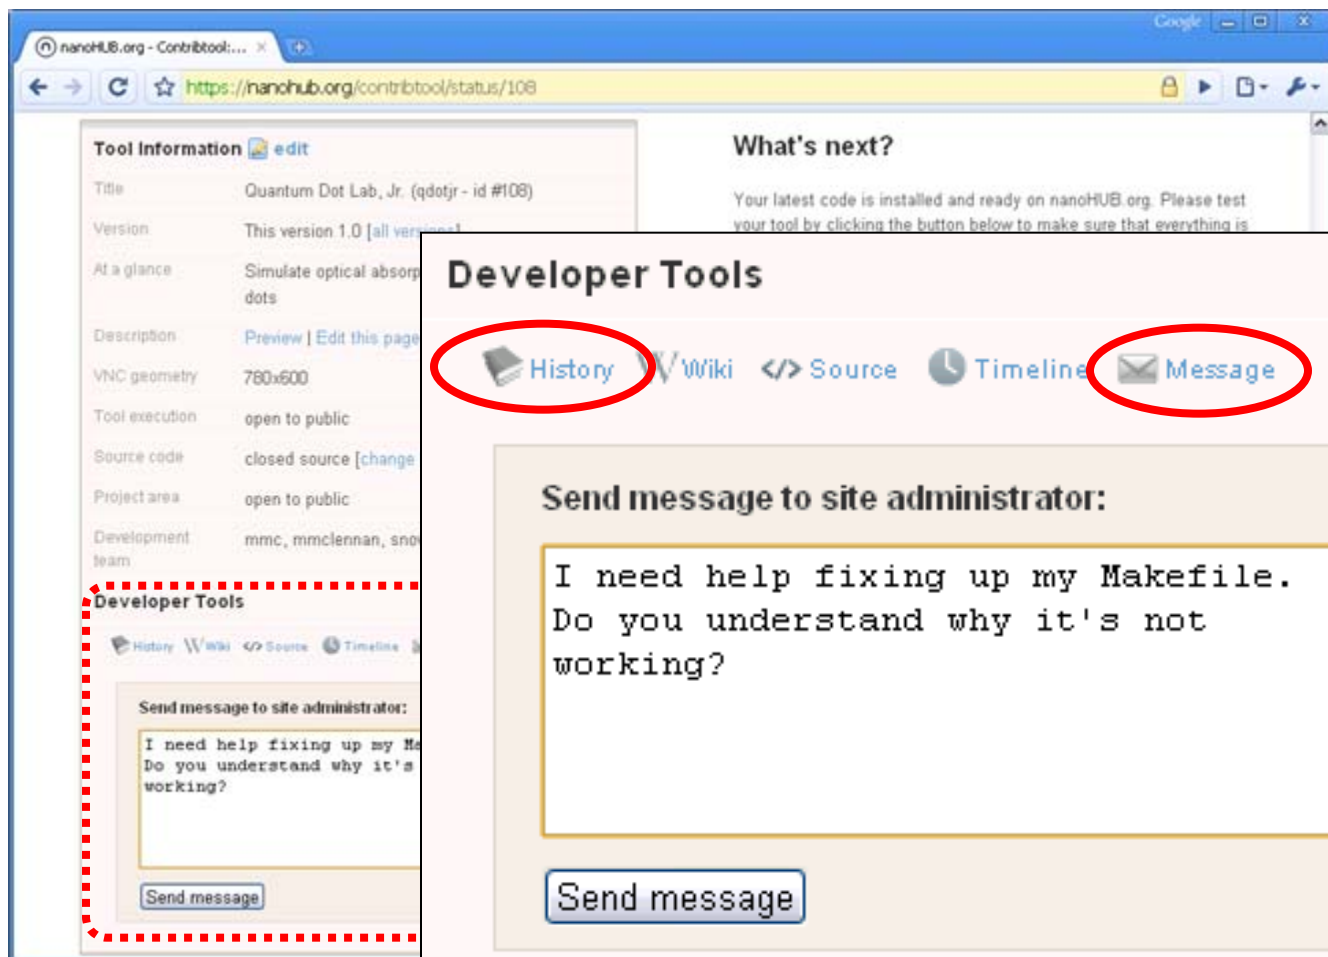 Google
nanoHUB.org - Contribtool:...
https://nanohub.org/contribtool/status/108
Tool Information edit
Title Quantum Dot Lab, Jr. (qdotjr - id #108)
Version This version 1.0 [all versions]
At a glance Simulate optical absorp
dots
Description Preview | Edit this page
VNC geometry 780x600
Tool execution open to public
Source code closed source [change
Project area open to public
Development team mmc, mmclennan, snow
Developer Tools
History Wiki Source Timeline
Send message to site administrator:
I need help fixing up my Ma
Do you understand why it's
working?
Send message
What's next?
Your latest code is installed and ready on nanoHUB.org. Please test
your tool by clicking the button below to make sure that everything is
Developer Tools
History Wiki </> Source Timeline Message
Send message to site administrator:
I need help fixing up my Makefile.
Do you understand why it's not
working?
Send message